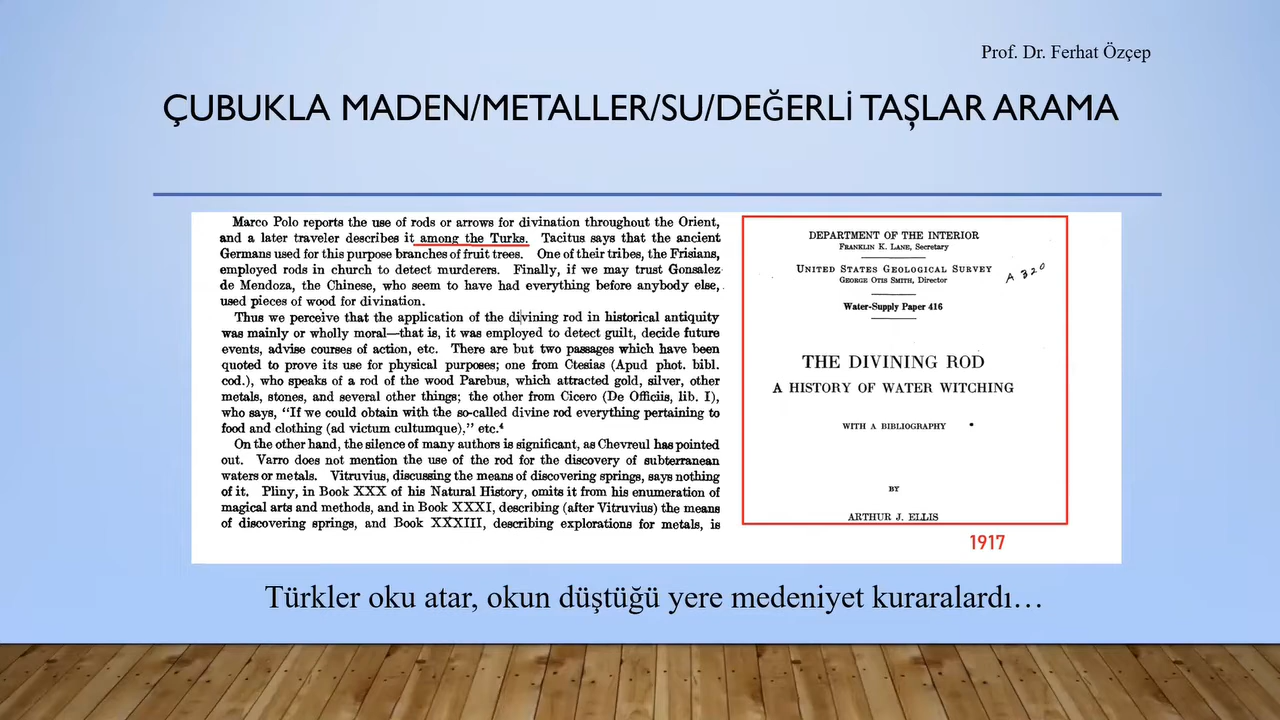 Prof. Dr. Ferhat Özçep
ÇUBUKLA MADEN/METALLER/SU/DEĞERLİ TAŞLAR ARAMA
Marco Polo reports the use of rods or arrows for divination throughout the Orient,
and a later traveler describes it among the Turks. Tacitus says that the ancient
Germans used for this purpose branches of fruit trees. One of their tribes, the Frisians,
employed rods in church to detect murderers. Finally, if we may trust Gonsalez
de Mendoza, the Chinese, who seem to have had everything before anybody else,
used pieces of wood for divination.
Thus we perceive that the application of the divining rod in historical antiquity
was mainly or wholly moral—that is, it was employed to detect guilt, decide future
events, advise courses of action, etc. There are but two passages which have been
quoted to prove its use for physical purposes; one from Ctesias (Apud phot. bibl.
cod.), who speaks of a rod of the wood Parebus, which attracted gold, silver, other
metals, stones, and several other things; the other from Cicero (De Officiis, lib. I),
who says, “If we could obtain with the so-called divine rod everything pertaining to
food and clothing (ad victum cultumque),” etc.⁴
On the other hand, the silence of many authors is significant, as Chevreul has pointed
out. Varro does not mention the use of the rod for the discovery of subterranean
waters or metals. Vitruvius, discussing the means of discovering springs, says nothing
of it. Pliny, in Book XXX of his Natural History, omits it from his enumeration of
magical arts and methods, and in Book XXXI, describing (after Vitruvius) the means
of discovering springs, and Book XXXIII, describing explorations for metals, is
DEPARTMENT OF THE INTERIOR
FRANKLIN K. LANE, Secretary
UNITED STATES GEOLOGICAL SURVEY
GEORGE OTIS SMITH, Director
A 320
Water-Supply Paper 416
THE DIVINING ROD
A HISTORY OF WATER WITCHING
WITH A BIBLIOGRAPHY
BY
ARTHUR J. ELLIS
1917
Türkler oku atar, okun düştüğü yere medeniyet kuraralardı…